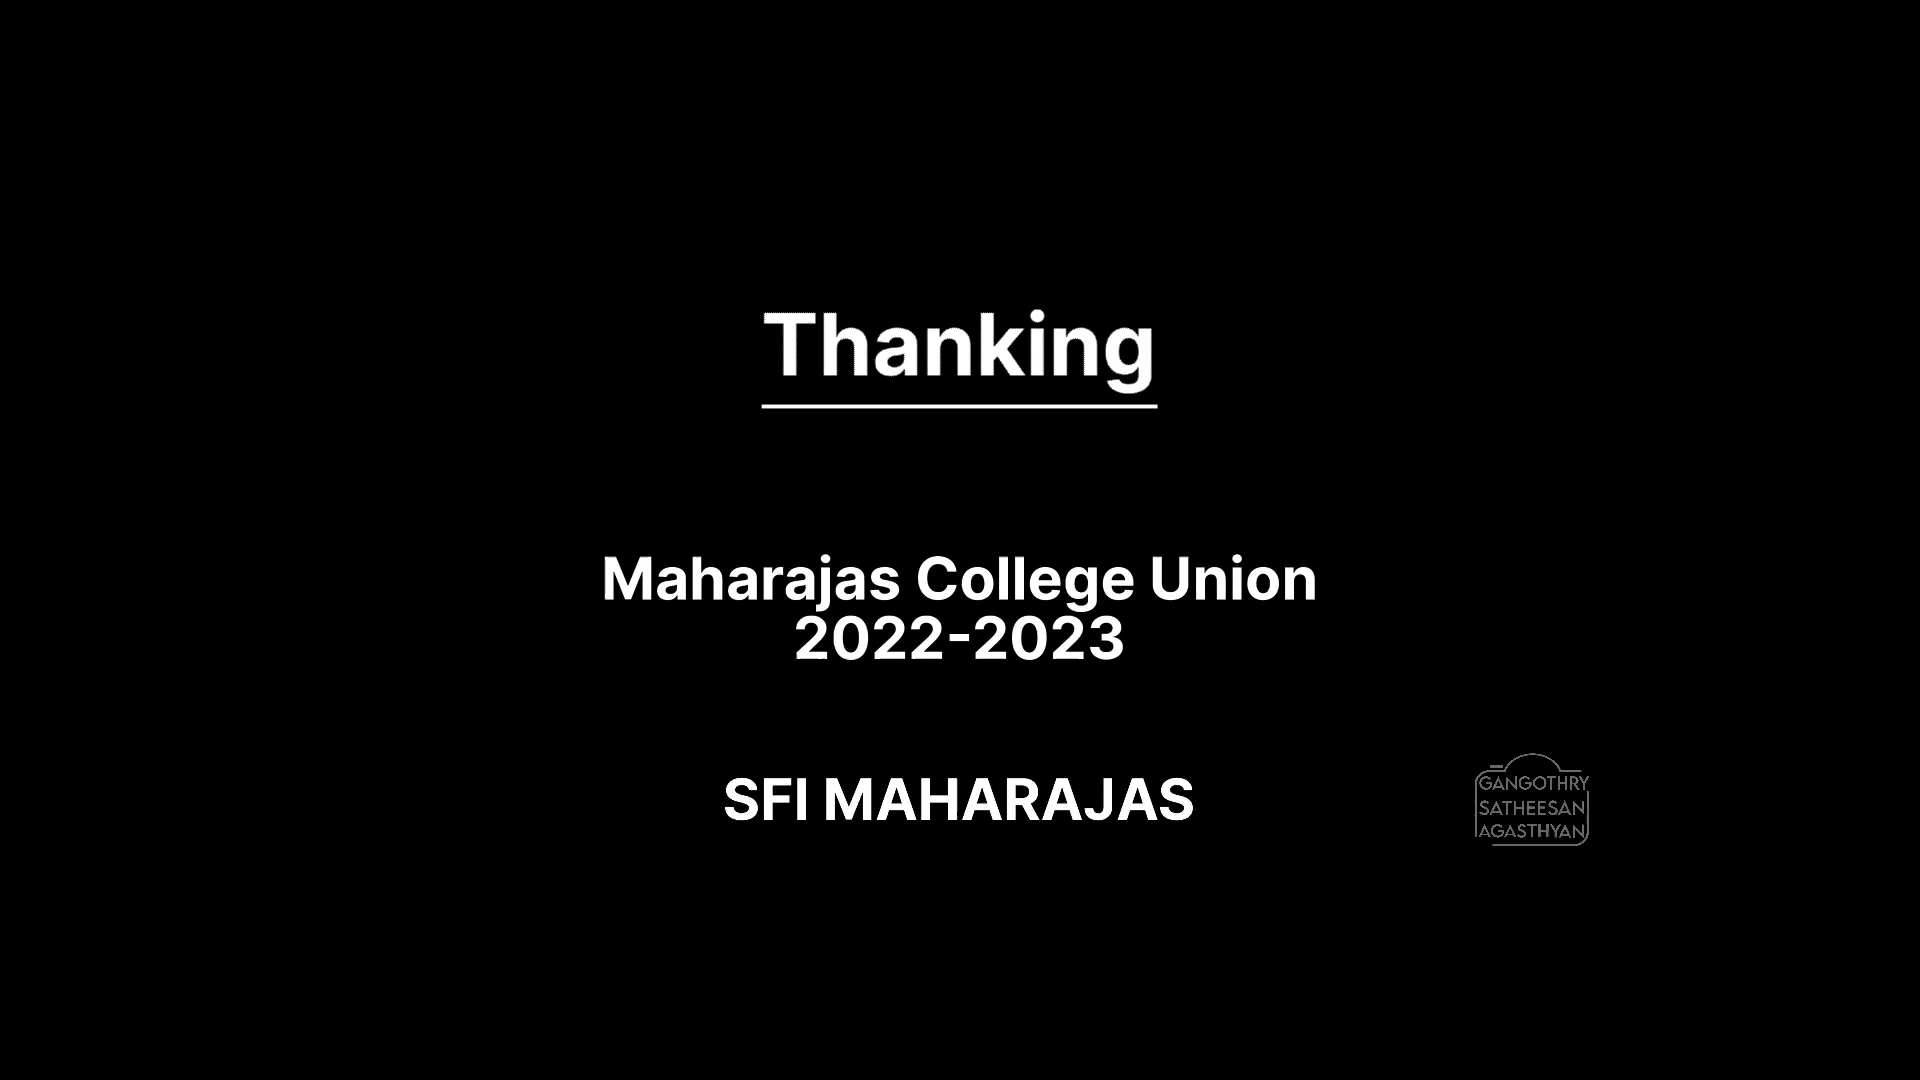 Thanking
Maharajas College Union
2022-2023
SFI MAHARAJAS
GANGOTHRY
SATHEESAN
AGASTHYAN